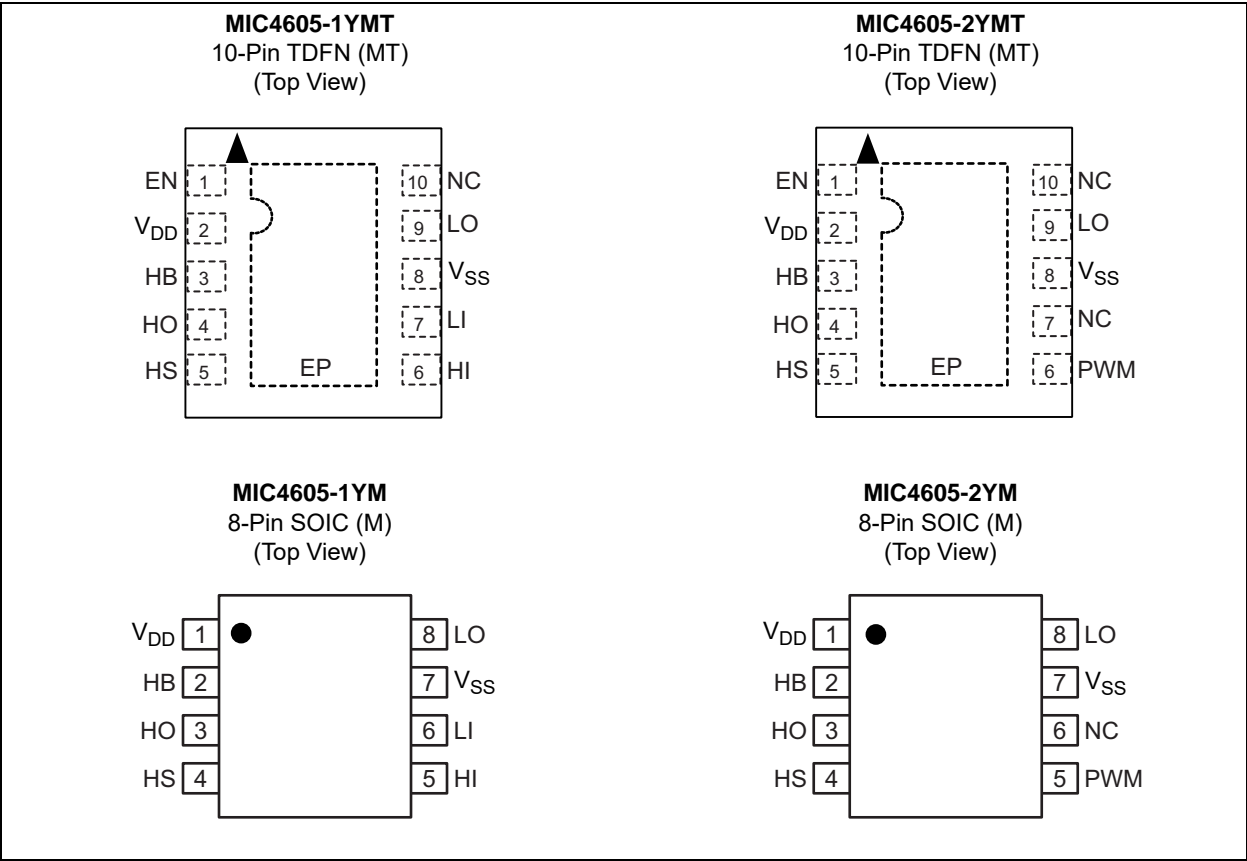 MIC4605-1YMT
10-Pin TDFN (MT)
(Top View)
EN 1
10 NC
VDD 2
9 LO
HB 3
8 VSS
HO 4
7 LI
HS 5
EP
6 HI
MIC4605-2YMT
10-Pin TDFN (MT)
(Top View)
EN 1
10 NC
VDD 2
9 LO
HB 3
8 VSS
HO 4
7 NC
HS 5
EP
6 PWM
MIC4605-1YM
8-Pin SOIC (M)
(Top View)
VDD 1
8 LO
HB 2
7 VSS
HO 3
6 LI
HS 4
5 HI
MIC4605-2YM
8-Pin SOIC (M)
(Top View)
VDD 1
8 LO
HB 2
7 VSS
HO 3
6 NC
HS 4
5 PWM